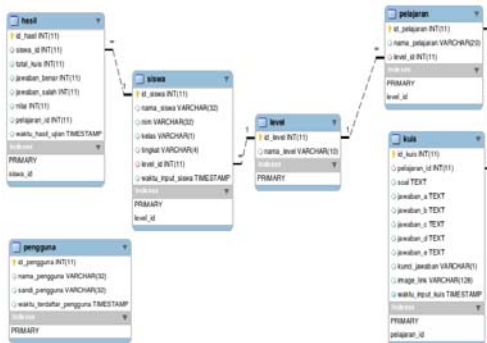 hasil
id_hasil INT(11)
siswa_id INT(11)
total_kuis INT(11)
jawaban_benar INT(11)
jawaban_salah INT(11)
nilai INT(11)
pelajaran_id INT(11)
waktu_hasil_ujian TIMESTAMP
Indexes
PRIMARY
siswa_id
siswa
id_siswa INT(11)
nama_siswa VARCHAR(32)
nim VARCHAR(32)
kelas VARCHAR(1)
tingkat VARCHAR(4)
level_id INT(11)
waktu_input_siswa TIMESTAMP
Indexes
PRIMARY
level_id
level
id_level INT(11)
nama_level VARCHAR(10)
Indexes
PRIMARY
pelajaran
id_pelajaran INT(11)
nama_pelajaran VARCHAR(20)
level_id INT(11)
Indexes
PRIMARY
level_id
kuis
id_kuis INT(11)
pelajaran_id INT(11)
soal TEXT
jawaban_a TEXT
jawaban_b TEXT
jawaban_c TEXT
jawaban_d TEXT
jawaban_e TEXT
kunci_jawaban VARCHAR(1)
image_link VARCHAR(128)
waktu_input_kuis TIMESTAMP
Indexes
PRIMARY
pelajaran_id
pengguna
id_pengguna INT(11)
nama_pengguna VARCHAR(32)
sandi_pengguna VARCHAR(32)
waktu_terdaftar_pengguna TIMESTAMP
Indexes
PRIMARY